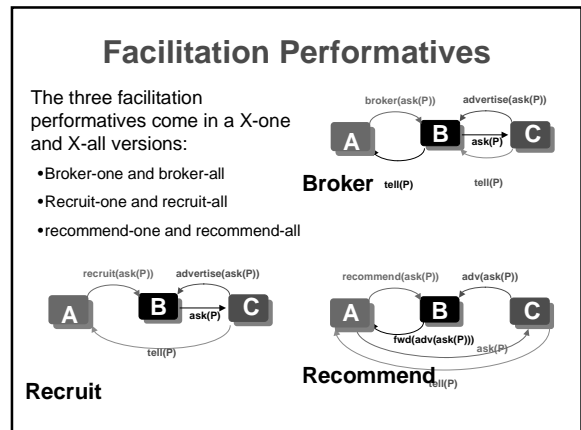 Facilitation Performatives
The three facilitation
performatives come in a X-one
and X-all versions:
•Broker-one and broker-all
•Recruit-one and recruit-all
•recommend-one and recommend-all
broker(ask(P))
advertise(ask(P))
A
B
C
ask(P)
Broker
tell(P)
tell(P)
recruit(ask(P))
advertise(ask(P))
A
B
C
ask(P)
tell(P)
Recruit
recommend(ask(P))
adv(ask(P))
A
B
C
fwd(adv(ask(P)))
ask(P)
Recommend
tell(P)